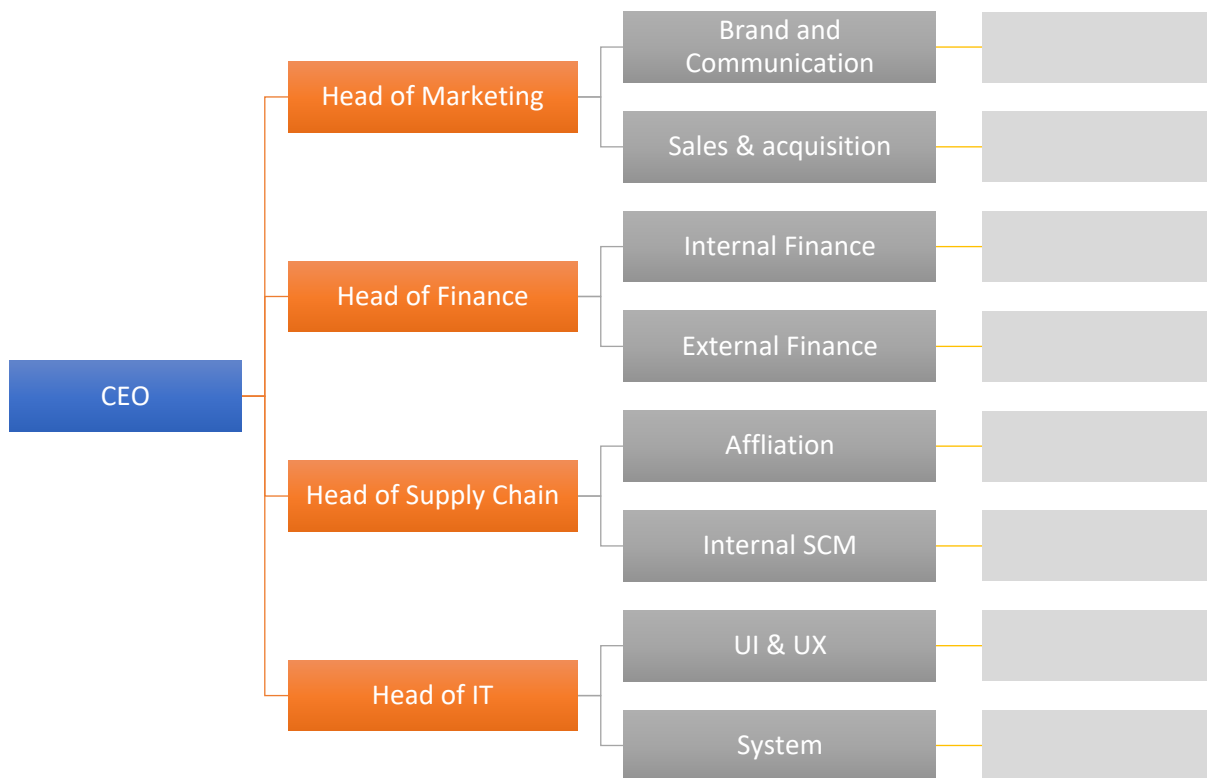 CEO
Head of Marketing
Brand and
Communication
Sales & acquisition
Head of Finance
Internal Finance
External Finance
Head of Supply Chain
Affliation
Internal SCM
Head of IT
UI & UX
System